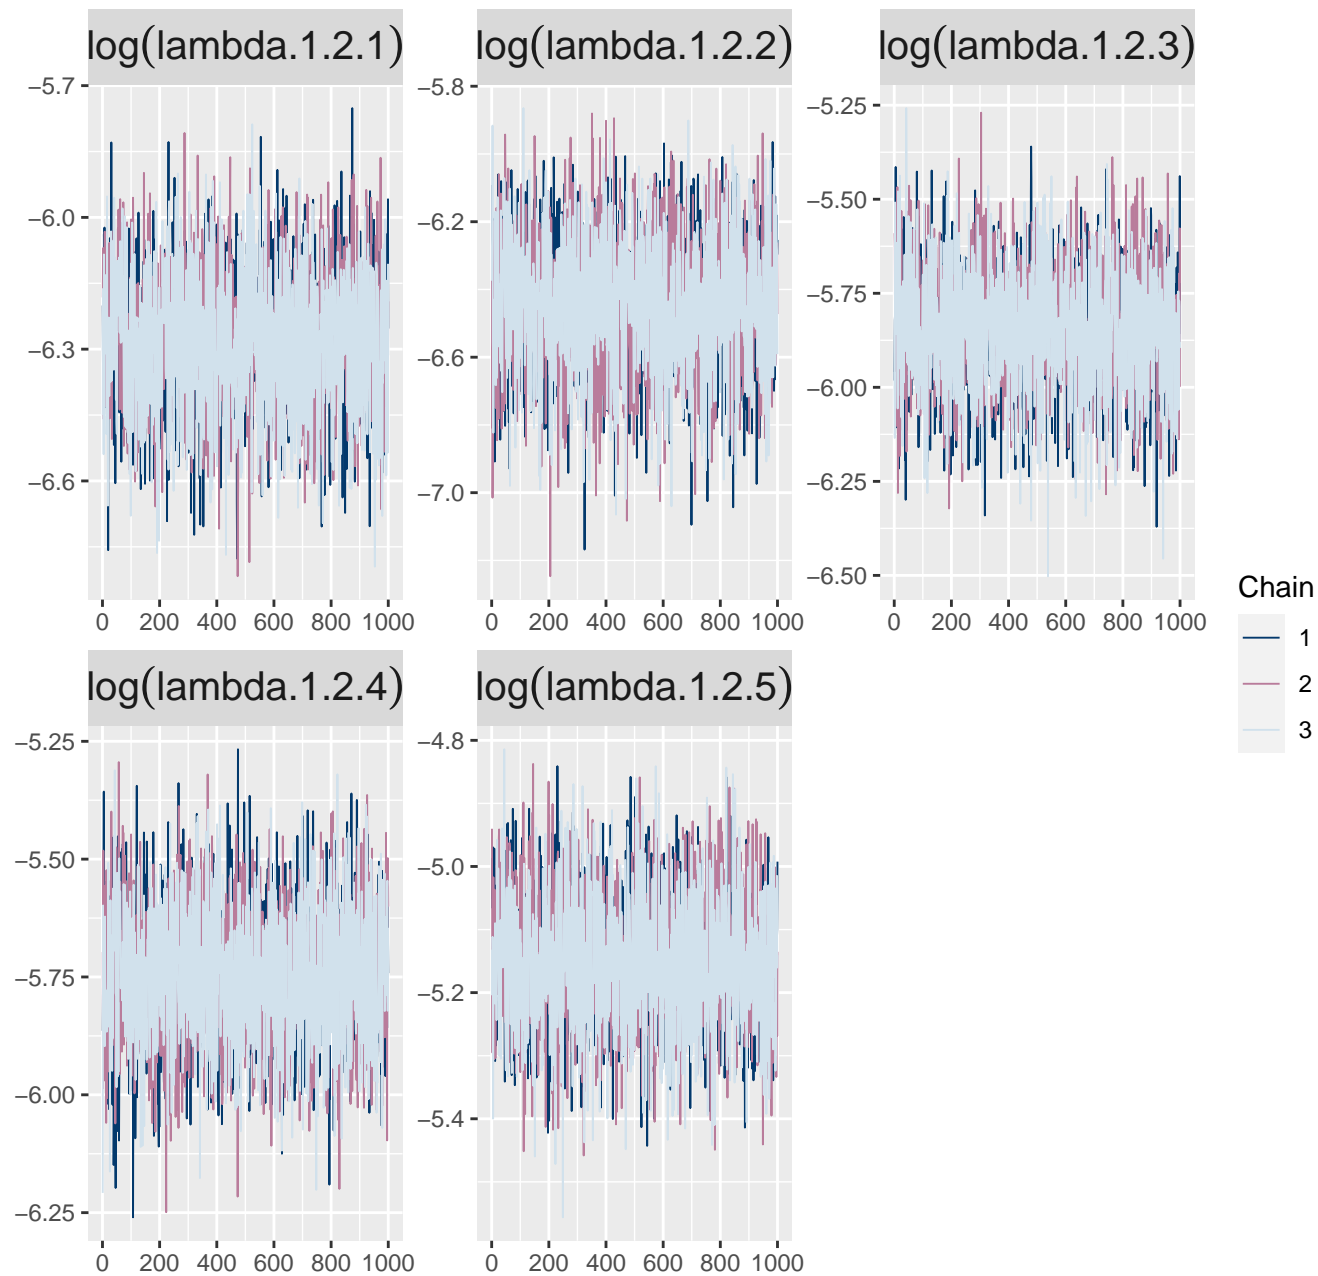 log(lambda.1.2.1)
log(lambda.1.2.2)
log(lambda.1.2.3)
−5.7
−6.0
−6.3
−6.6
−5.8
−6.2
−6.6
−7.0
−5.25
−5.50
−5.75
−6.00
−6.25
−6.50
0 200 400 600 800 1000
0 200 400 600 800 1000
0 200 400 600 800 1000
Chain
1
2
3
log(lambda.1.2.4)
log(lambda.1.2.5)
−5.25
−5.50
−5.75
−6.00
−6.25
−4.8
−5.0
−5.2
−5.4
0 200 400 600 800 1000
0 200 400 600 800 1000